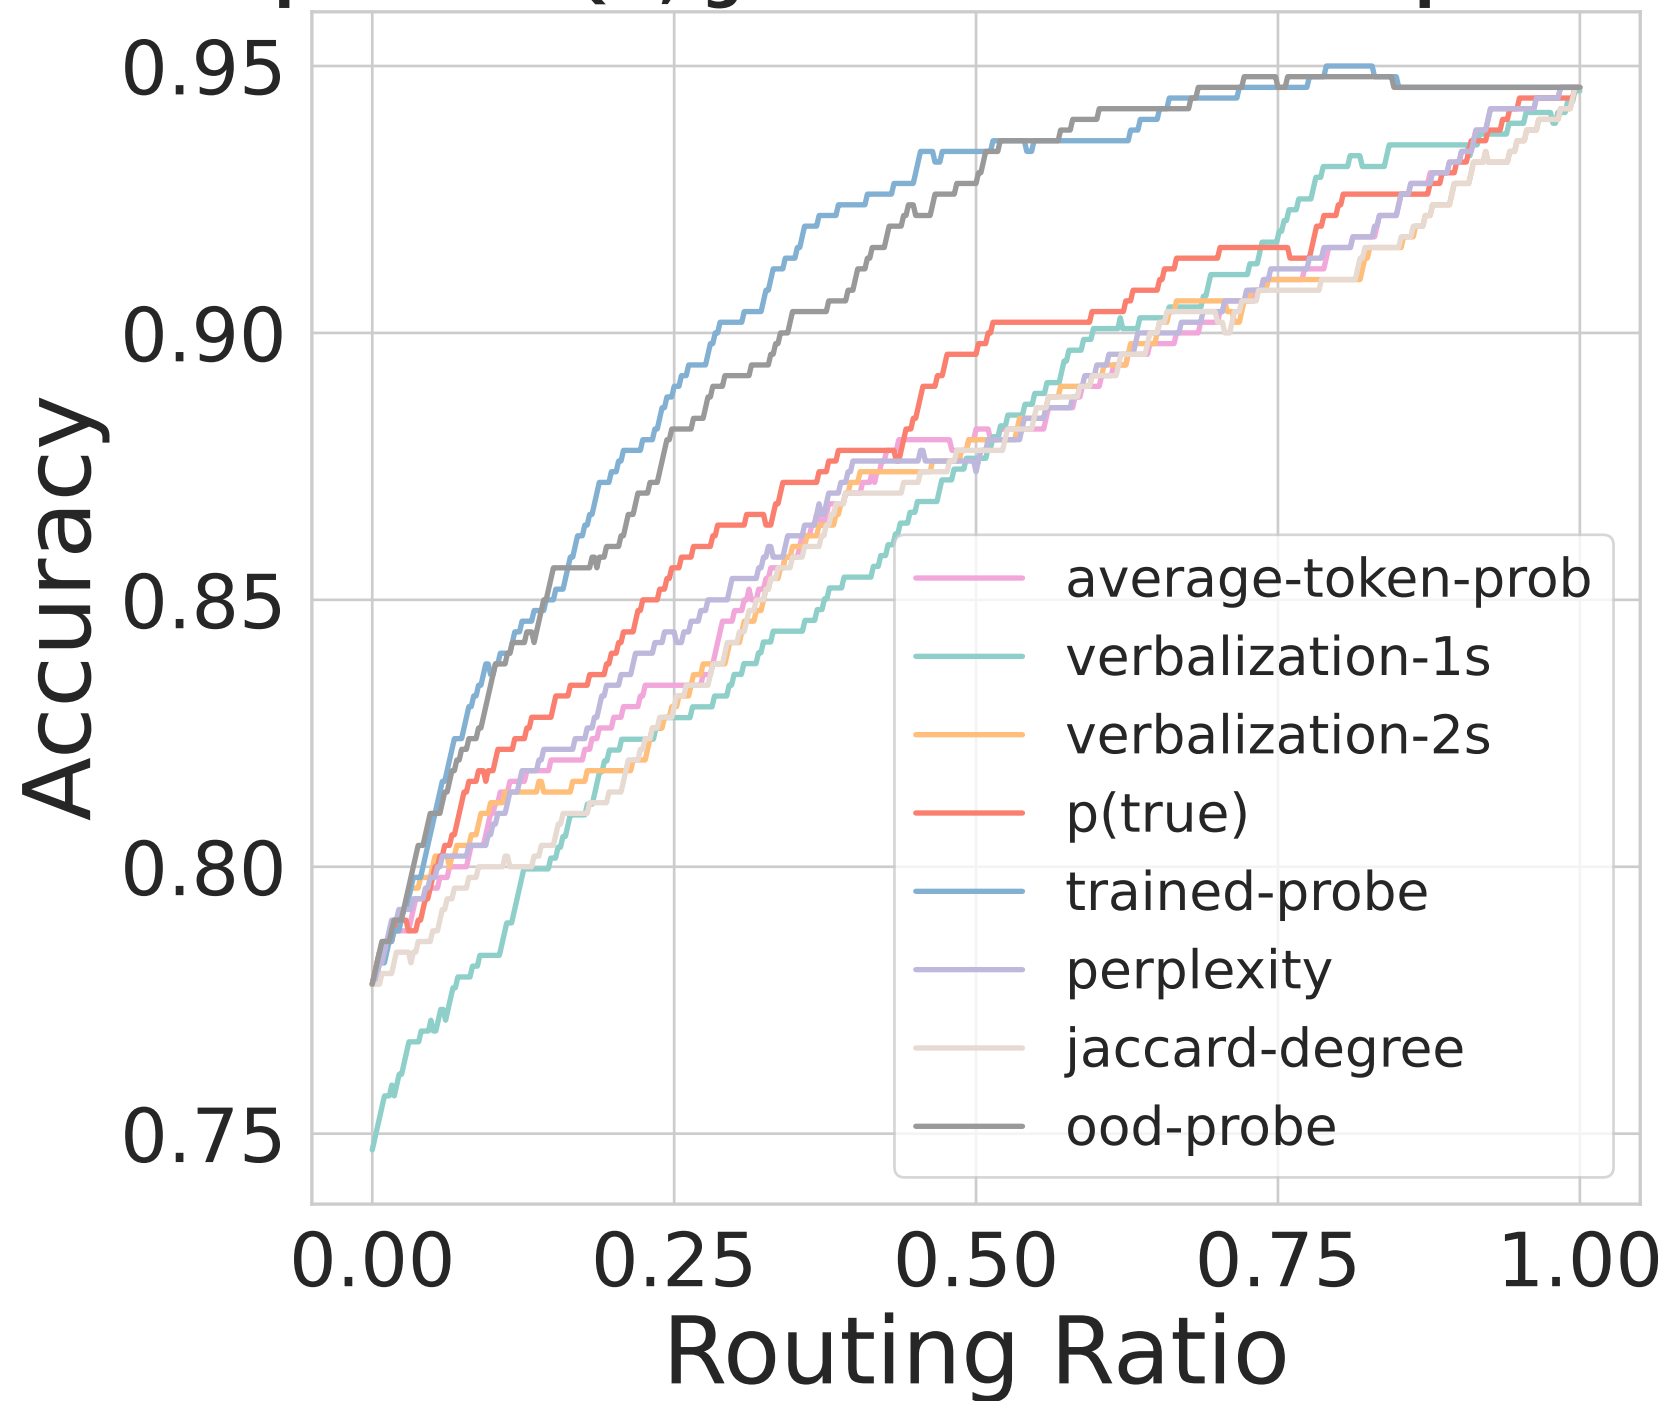 0.95
0.90
0.85
0.80
0.75
Accuracy
average-token-prob
verbalization-1s
verbalization-2s
p(true)
trained-probe
perplexity
jaccard-degree
ood-probe
0.00 0.25 0.50 0.75 1.00
Routing Ratio